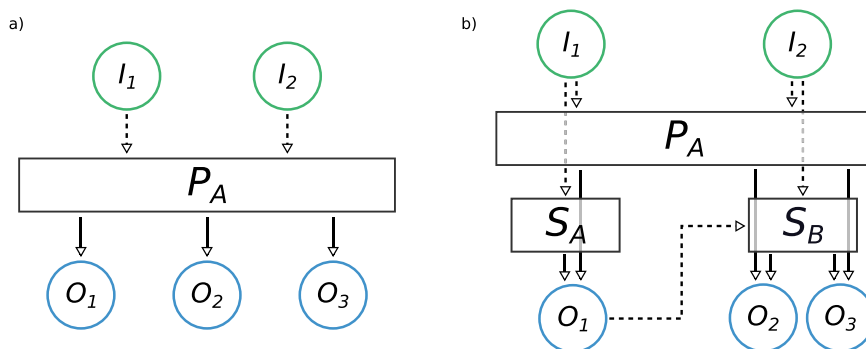 a)
I1 I2
PA
O1 O2 O3
b)
I1 I2
PA
SA SB
O1 O2 O3